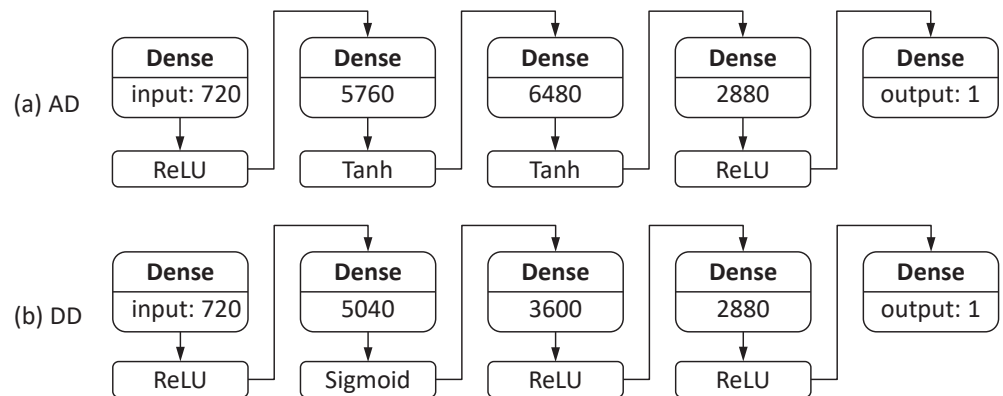 Dense Dense Dense Dense Dense
(a) AD input: 720 5760 6480 2880 output: 1
ReLU Tanh Tanh ReLU
Dense Dense Dense Dense Dense
(b) DD input: 720 5040 3600 2880 output: 1
ReLU Sigmoid ReLU ReLU